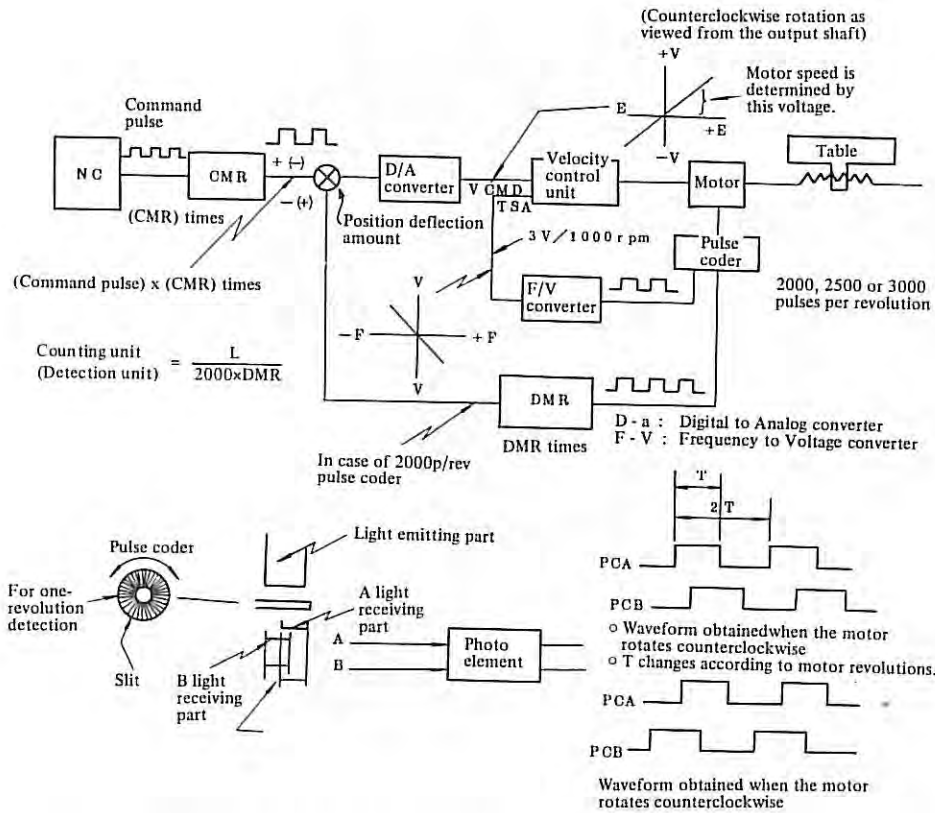 (Counterclockwise rotation as
viewed from the output shaft)
+V
Motor speed is
determined by
this voltage.
E
+E
-V
Command
pulse
NC
CMR
+ (-)
- (+)
D/A
converter
V CMD
TSA
Velocity
control
unit
Motor
Table
(CMR) times
Position deflection
amount
3V/1000rpm
Pulse
coder
(Command pulse) x (CMR) times
F/V
converter
2000, 2500 or 3000
pulses per revolution
V
-F
+F
V
Counting unit
(Detection unit)
= L
2000xDMR
DMR
DMR times
D - a : Digital to Analog converter
F - V : Frequency to Voltage converter
In case of 2000p/rev
pulse coder
T
2T
Pulse coder
Light emitting part
For one-
revolution
detection
Slit
A light
receiving
part
B light
receiving
part
A
B
Photo
element
PCA
PCB
○ Waveform obtainedwhen the motor
rotates counterclockwise
○ T changes according to motor revolutions.
PCA
PCB
Waveform obtained when the motor
rotates counterclockwise